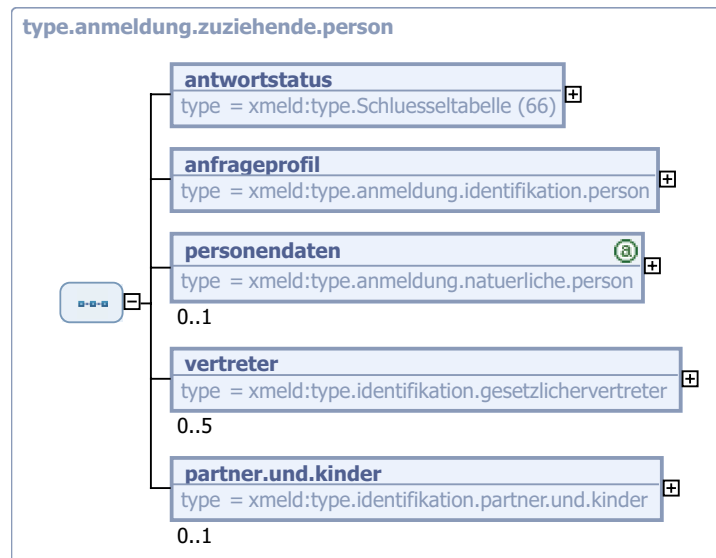 type.anmeldung.zuziehende.person
antwortstatus
type = xmeld:type.Schluesseltabelle (66)
anfrageprofil
type = xmeld:type.anmeldung.identifikation.person
personendaten
a
type = xmeld:type.anmeldung.natuerliche.person
0..1
vertreter
type = xmeld:type.identifikation.gesetzlichervertreter
0..5
partner.und.kinder
type = xmeld:type.identifikation.partner.und.kinder
0..1